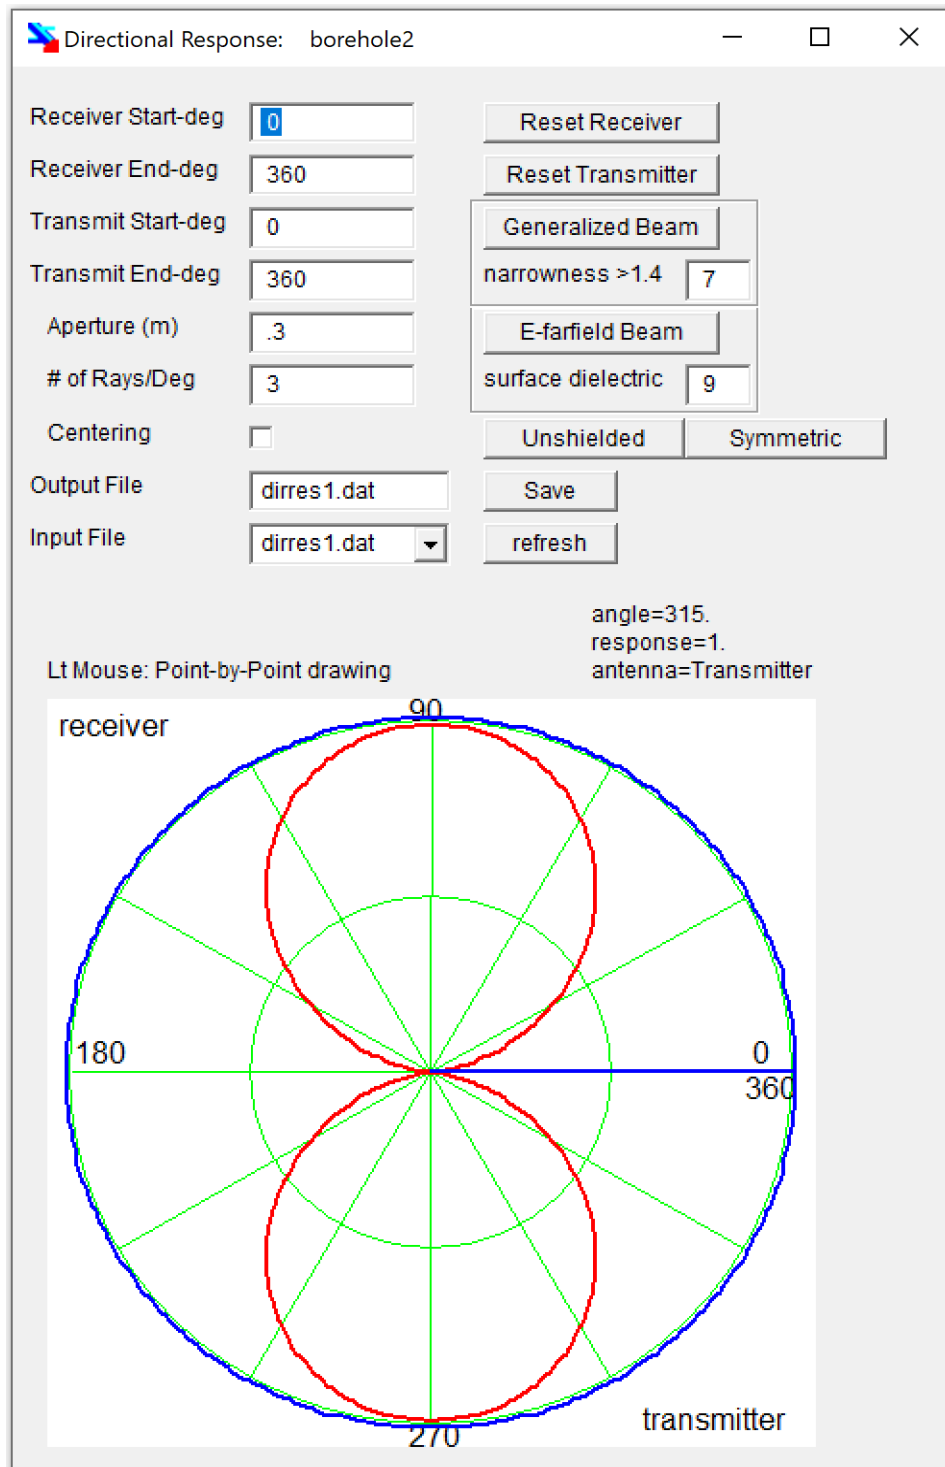 Directional Response: borehole2
Receiver Start-deg 0 Reset Receiver
Receiver End-deg 360 Reset Transmitter
Transmit Start-deg 0 Generalized Beam
Transmit End-deg 360 narrowness >1.4 7
Aperture (m) .3 E-farfield Beam
# of Rays/Deg 3 surface dielectric 9
Centering Unshielded Symmetric
Output File dirres1.dat Save
Input File dirres1.dat refresh
angle=315.
response=1.
Lt Mouse: Point-by-Point drawing antenna=Transmitter
receiver 90
180 0
360
transmitter
270